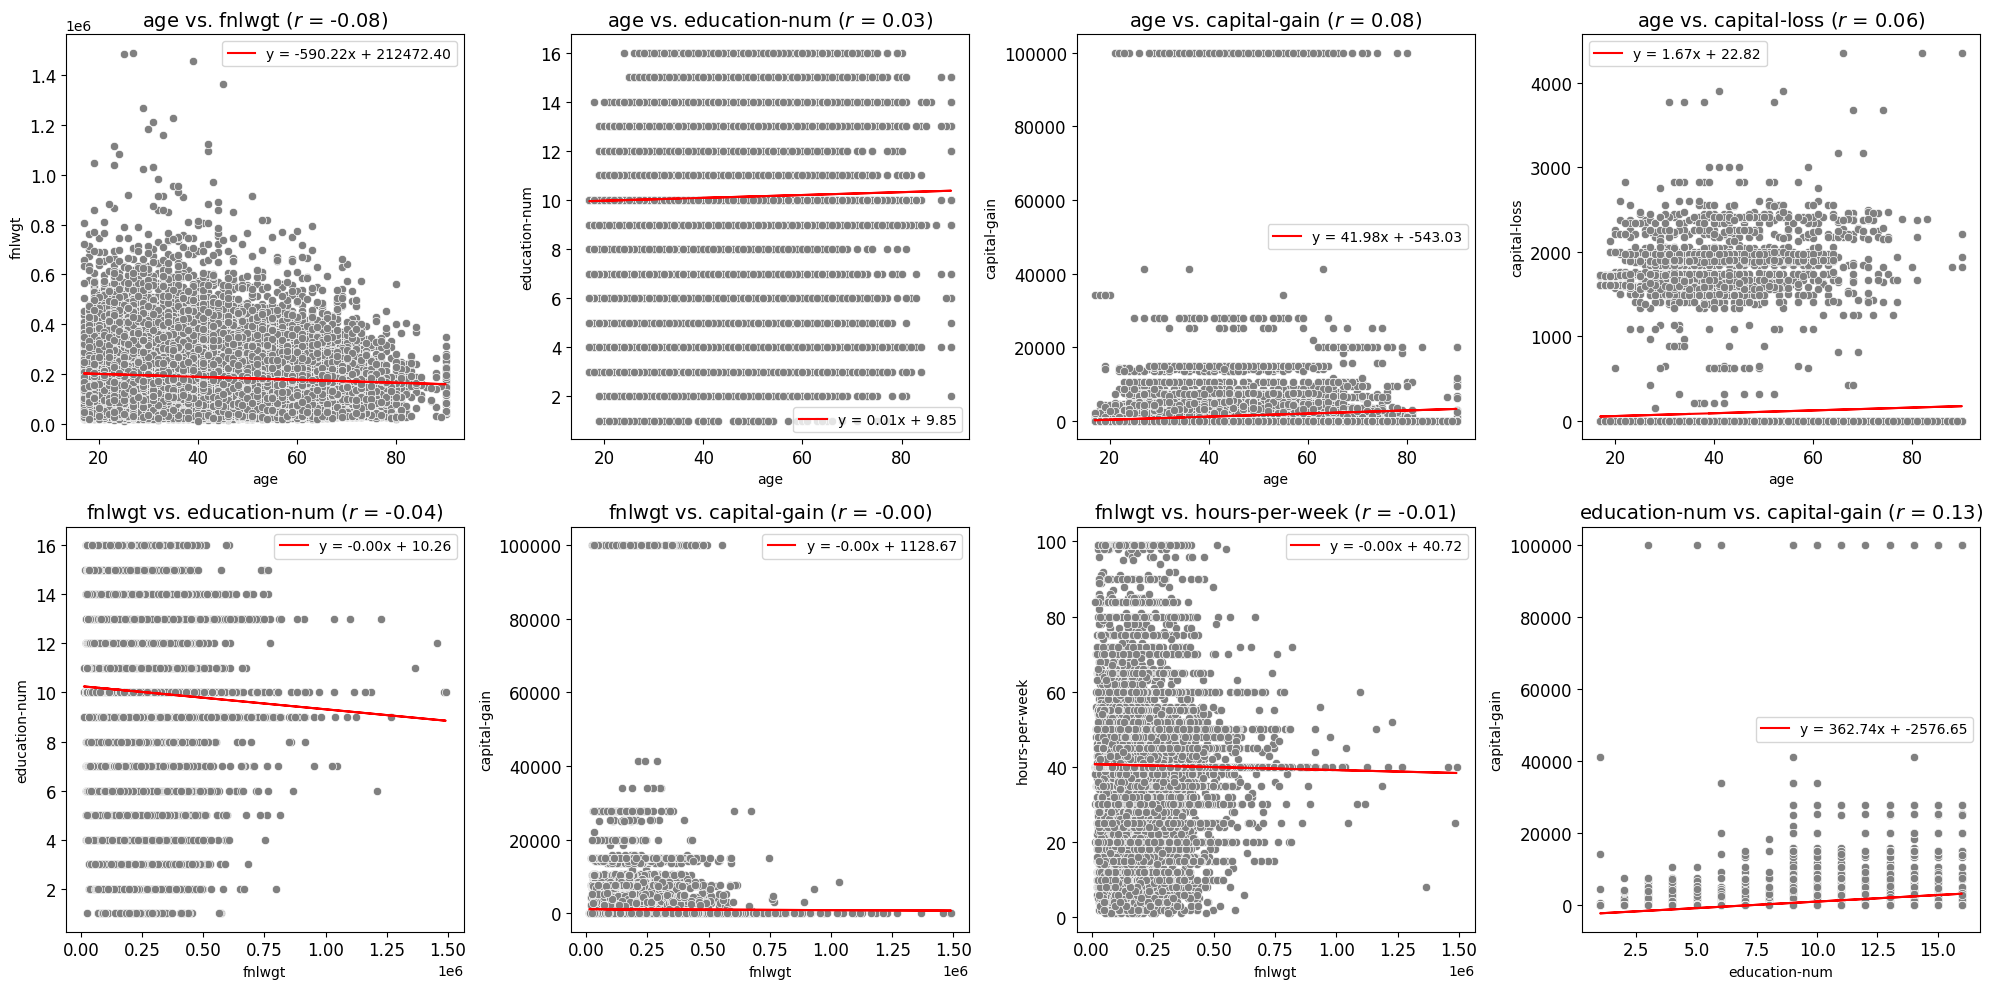 age vs. fnlwgt (r = -0.08)
1e6
y = -590.22x + 212472.40
fnlwgt
1.4
1.2
1.0
0.8
0.6
0.4
0.2
0.0
20 40 60 80
age
age vs. education-num (r = 0.03)
education-num
16
14
12
10
8
6
4
2
y = 0.01x + 9.85
20 40 60 80
age
age vs. capital-gain (r = 0.08)
capital-gain
100000
80000
60000
40000
20000
0
y = 41.98x + -543.03
20 40 60 80
age
age vs. capital-loss (r = 0.06)
y = 1.67x + 22.82
capital-loss
4000
3000
2000
1000
0
20 40 60 80
age
fnlwgt vs. education-num (r = -0.04)
y = -0.00x + 10.26
education-num
16
14
12
10
8
6
4
2
0.00 0.25 0.50 0.75 1.00 1.25 1.50
fnlwgt
1e6
fnlwgt vs. capital-gain (r = -0.00)
y = -0.00x + 1128.67
capital-gain
100000
80000
60000
40000
20000
0
0.00 0.25 0.50 0.75 1.00 1.25 1.50
fnlwgt
1e6
fnlwgt vs. hours-per-week (r = -0.01)
y = -0.00x + 40.72
hours-per-week
100
80
60
40
20
0
0.00 0.25 0.50 0.75 1.00 1.25 1.50
fnlwgt
1e6
education-num vs. capital-gain (r = 0.13)
capital-gain
100000
80000
60000
40000
20000
0
y = 362.74x + -2576.65
2.5 5.0 7.5 10.0 12.5 15.0
education-num